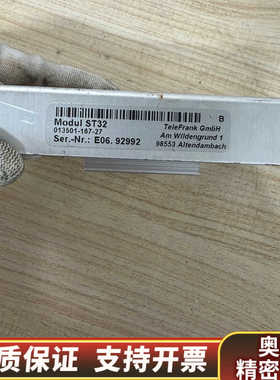 B
Modul ST32
013501-167-27
Ser.-Nr.: E06. 92992
TeleFrank GmbH
Am Wildengrund 1
98553 Altendambach
质保证 支持开票
奥
精密